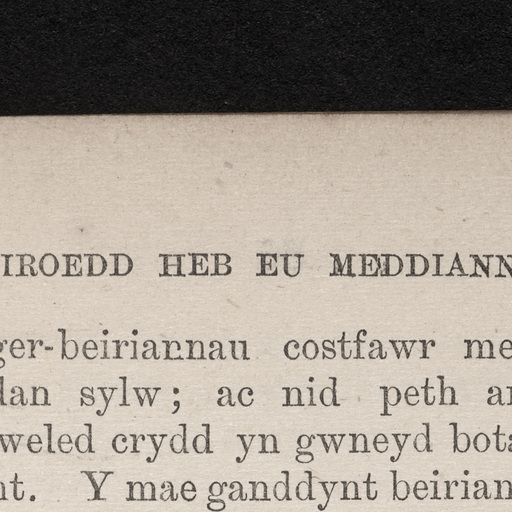 IROEDD HEB EU MEDDIANN
ger-beiriannau costfawr me
dan sylw; ac nid peth a
weled crydd yn gwneyd bota
nt. Y mae ganddynt beirian